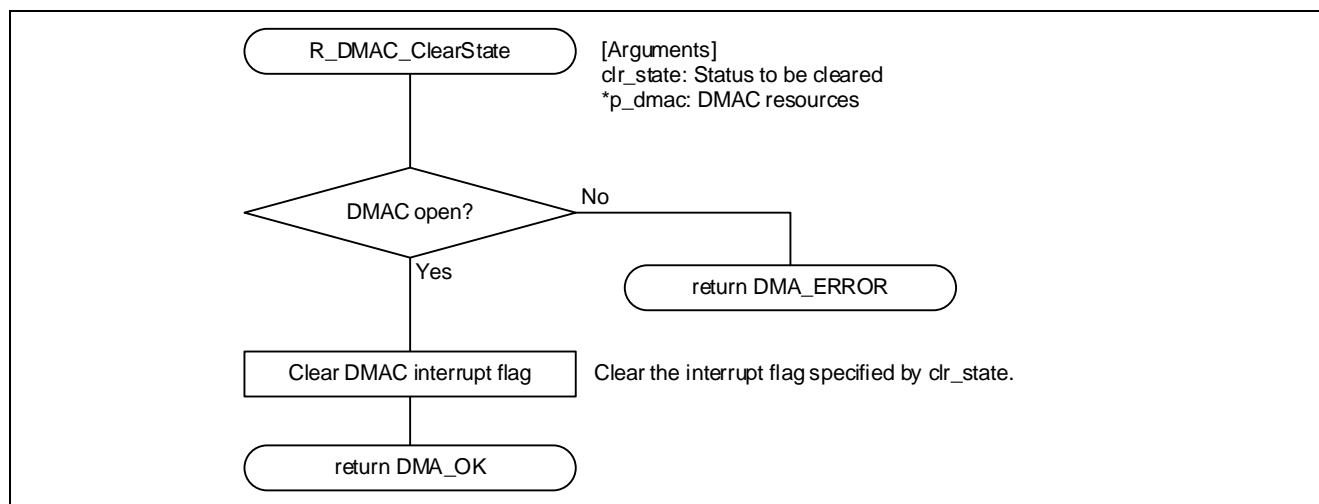 R_DMAC_ClearState
[Arguments]
clr_state: Status to be cleared
*p_dmac: DMAC resources
DMAC open?
No
Yes
return DMA_ERROR
Clear DMAC interrupt flag
Clear the interrupt flag specified by clr_state.
return DMA_OK